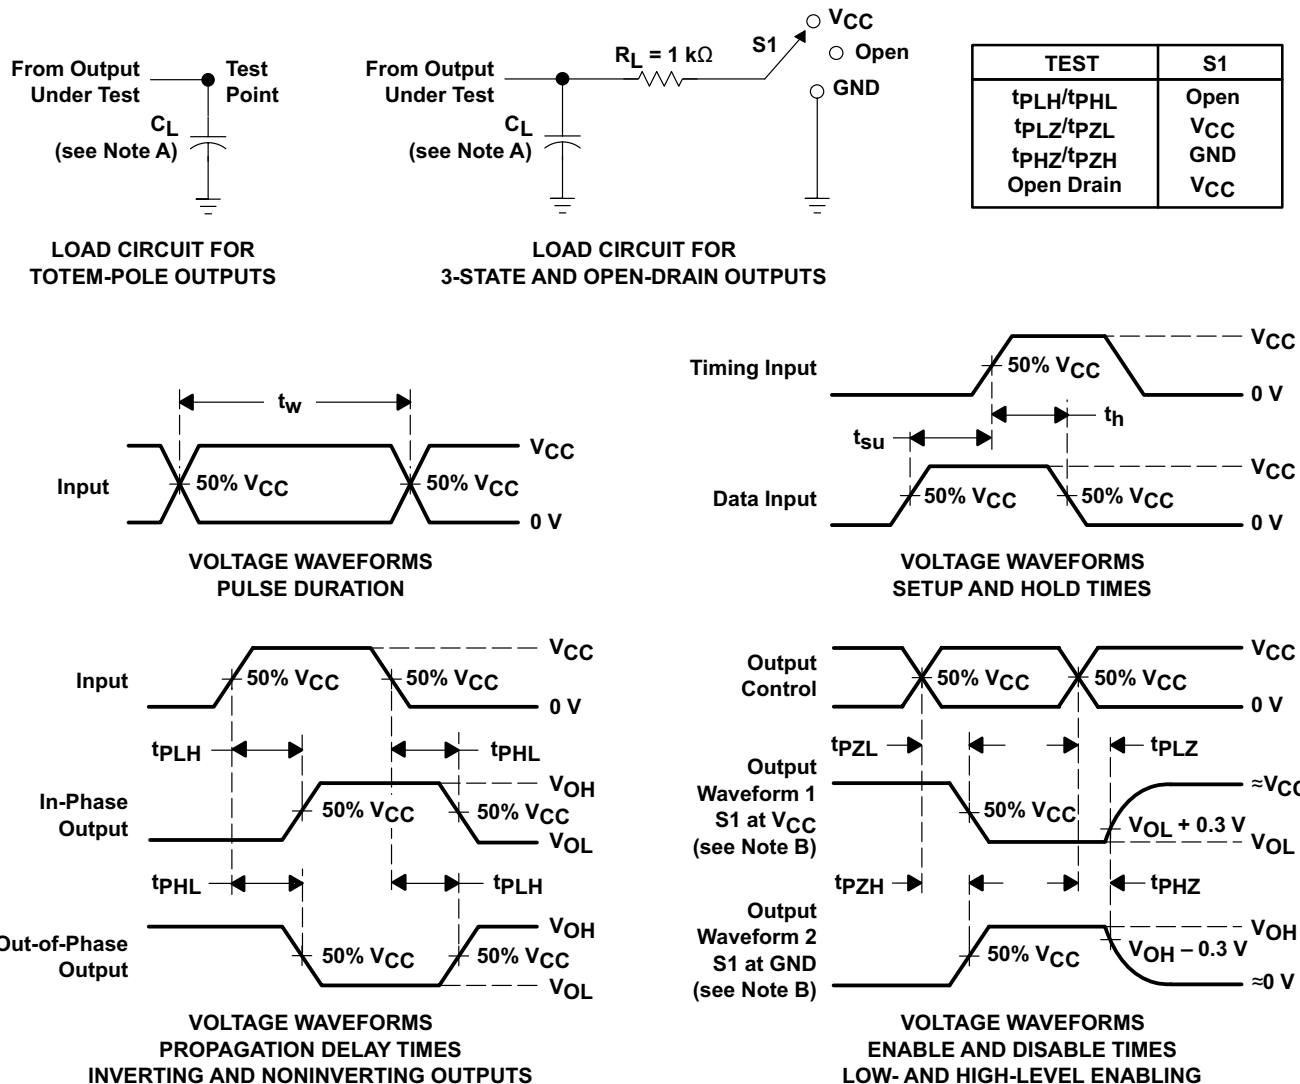 From Output
Under Test
Test
Point
CL
(see Note A)
LOAD CIRCUIT FOR
TOTEM-POLE OUTPUTS
From Output
Under Test
RL = 1 kΩ
S1
VCC
Open
GND
CL
(see Note A)
LOAD CIRCUIT FOR
3-STATE AND OPEN-DRAIN OUTPUTS
TEST S1
tPLH/tPHL Open
tPLZ/tPZL VCC
tPHZ/tPZH GND
Open Drain VCC
tw
Input
50% VCC
50% VCC
VCC
0 V
VOLTAGE WAVEFORMS
PULSE DURATION
Timing Input
50% VCC
VCC
0 V
tsu
th
Data Input
50% VCC
50% VCC
VCC
0 V
VOLTAGE WAVEFORMS
SETUP AND HOLD TIMES
Input
50% VCC
50% VCC
VCC
0 V
tPLH
tPHL
In-Phase
Output
50% VCC
50% VCC
VOH
VOL
tPHL
tPLH
Out-of-Phase
Output
50% VCC
50% VCC
VOH
VOL
VOLTAGE WAVEFORMS
PROPAGATION DELAY TIMES
INVERTING AND NONINVERTING OUTPUTS
Output
Control
50% VCC
50% VCC
VCC
0 V
tPZL
tPLZ
Output
Waveform 1
S1 at VCC
(see Note B)
50% VCC
VOL + 0.3 V
≈VCC
VOL
tPZH
tPHZ
Output
Waveform 2
S1 at GND
(see Note B)
50% VCC
VOH − 0.3 V
VOH
≈0 V
VOLTAGE WAVEFORMS
ENABLE AND DISABLE TIMES
LOW- AND HIGH-LEVEL ENABLING